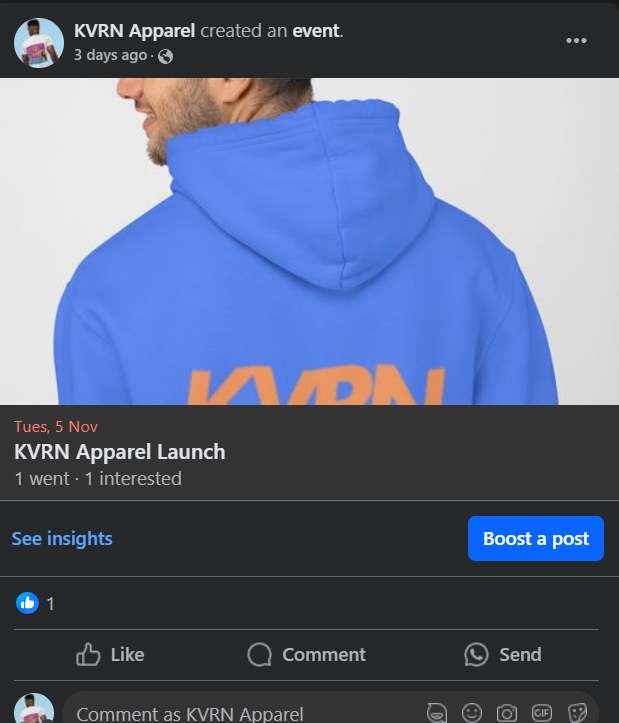 KVRN Apparel created an event.
3 days ago ·
KVRN
Tues, 5 Nov
KVRN Apparel Launch
1 went · 1 interested
See insights
Boost a post
1
Like
Comment
Send
Comment as KVRN Apparel
GIF